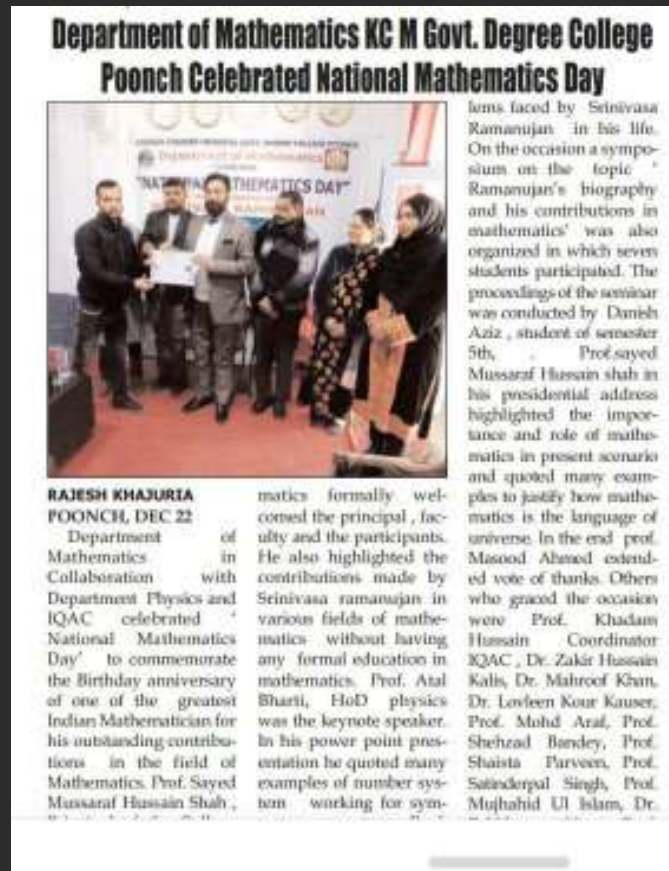 Department of Mathematics KC M Govt. Degree College
Poonch Celebrated National Mathematics Day
Department of Mathematics
"NATIONAL MATHEMATICS DAY"
RAJESH KHAJURIA
POONCH, DEC 22
Department of
Mathematics in
Collaboration with
Department Physics and
IQAC celebrated '
National Mathematics
Day' to commemorate
the Birthday anniversary
of one of the greatest
Indian Mathematician for
his outstanding contribu-
tions in the field of
Mathematics. Prof. Sayed
Mussaraf Hussain Shah ,
matics formally wel-
comed the principal , fac-
ulty and the participants.
He also highlighted the
contributions made by
Srinivasa ramanujan in
various fields of mathe-
matics without having
any formal education in
mathematics. Prof. Atal
Bharti, HoD physics
was the keynote speaker.
In his power point pres-
entation he quoted many
examples of number sys-
tem working for sym-
lems faced by Srinivasa
Ramanujan in his life.
On the occasion a sympo-
sium on the topic '
Ramanujan's biography
and his contributions in
mathematics' was also
organized in which seven
students participated. The
proceedings of the seminar
was conducted by Danish
Aziz , student of semester
5th, . Prof.sayed
Mussaraf Hussain shah in
his presidential address
highlighted the impor-
tance and role of mathe-
matics in present scenario
and quoted many exam-
ples to justify how mathe-
matics is the language of
universe. In the end prof.
Masood Ahmed extend-
ed vote of thanks. Others
who graced the occasion
were Prof. Khadam
Hussain Coordinator
IQAC , Dr. Zakir Hussain
Kalis, Dr. Mahroof Khan,
Dr. Lovleen Kour Kauser,
Prof. Mohd Araf, Prof.
Shehzad Bandey, Prof.
Shaista Parveen, Prof.
Satinderpal Singh, Prof.
Mujhahid Ul Islam, Dr.